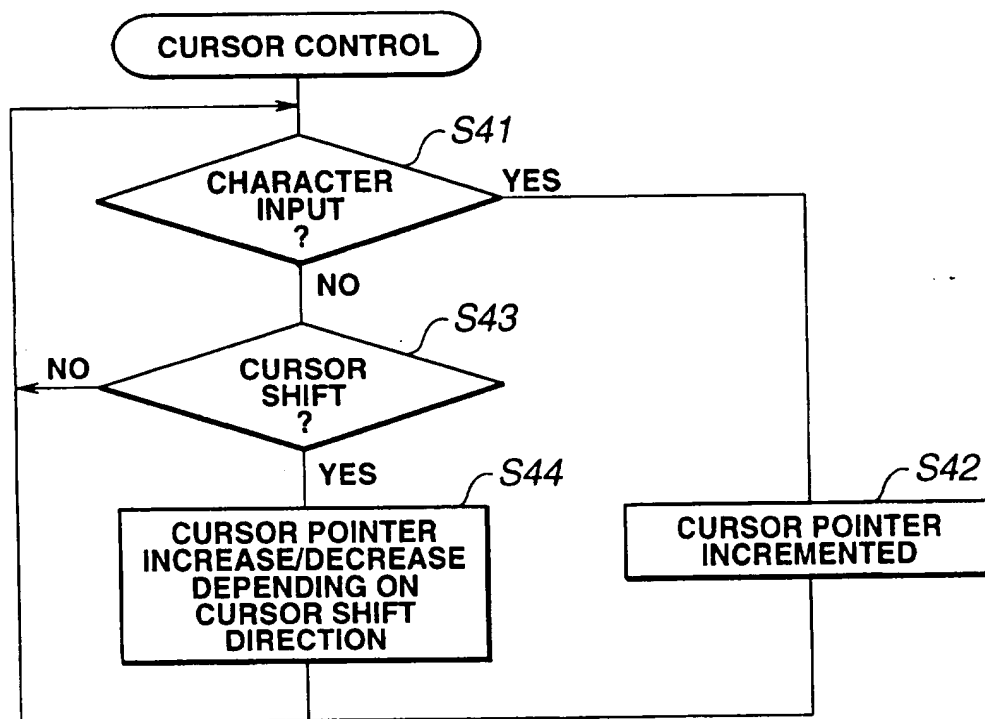 CURSOR CONTROL
S41
CHARACTER
INPUT
?
YES
NO
S43
CURSOR
SHIFT
?
NO
YES
S44
CURSOR POINTER
INCREASE/DECREASE
DEPENDING ON
CURSOR SHIFT
DIRECTION
S42
CURSOR POINTER
INCREMENTED